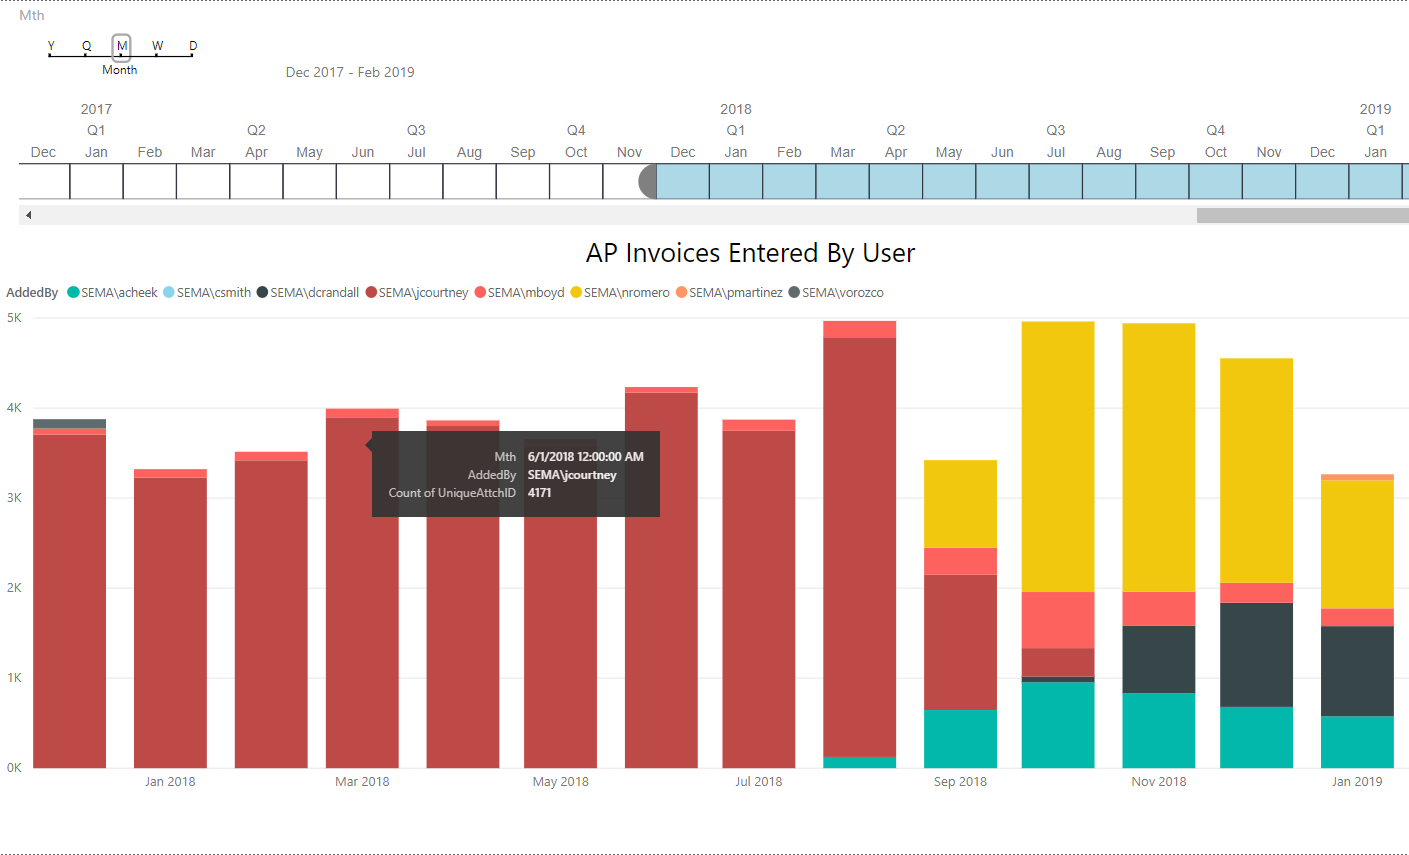 Mth
Y Q M W D
Month
Dec 2017 - Feb 2019
2017 2018 2019
Q1 Q2 Q3 Q4 Q1 Q2 Q3 Q4 Q1
Dec Jan Feb Mar Apr May Jun Jul Aug Sep Oct Nov Dec Jan Feb Mar Apr May Jun Jul Aug Sep Oct Nov Dec Jan
AP Invoices Entered By User
AddedBy SEMA\acheek SEMA\csmith SEMA\dcrandall SEMA\jcourtney SEMA\mboyd SEMA\nromero SEMA\pmartinez SEMA\vorozco
5K
4K
Mth 6/1/2018 12:00:00 AM
AddedBy SEMA\jcourtney
Count of UniqueAttchID 4171
3K
2K
1K
0K
Jan 2018 Mar 2018 May 2018 Jul 2018 Sep 2018 Nov 2018 Jan 2019